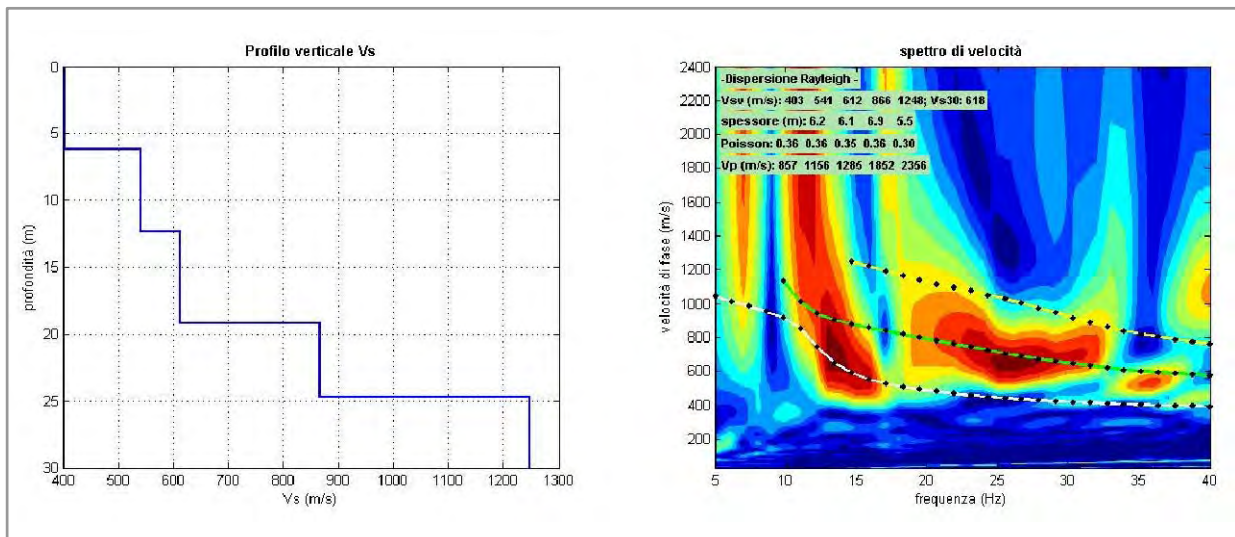 Profilo verticale Vs
0
5
10
15
20
25
30
profondità (m)
400 500 600 700 800 900 1000 1100 1200 1300
Vs (m/s)
spettro di velocità
-Dispersione Rayleigh -
Vsv (m/s): 403 541 612 866 1248; Vs30: 618
spessore (m): 6.2 6.1 6.9 5.5
Poisson: 0.36 0.36 0.35 0.36 0.30
Vp (m/s): 857 1156 1285 1852 2356
2400
2200
2000
1800
1600
1400
1200
1000
800
600
400
200
velocità di fase (m/s)
5 10 15 20 25 30 35 40
frequenza (Hz)